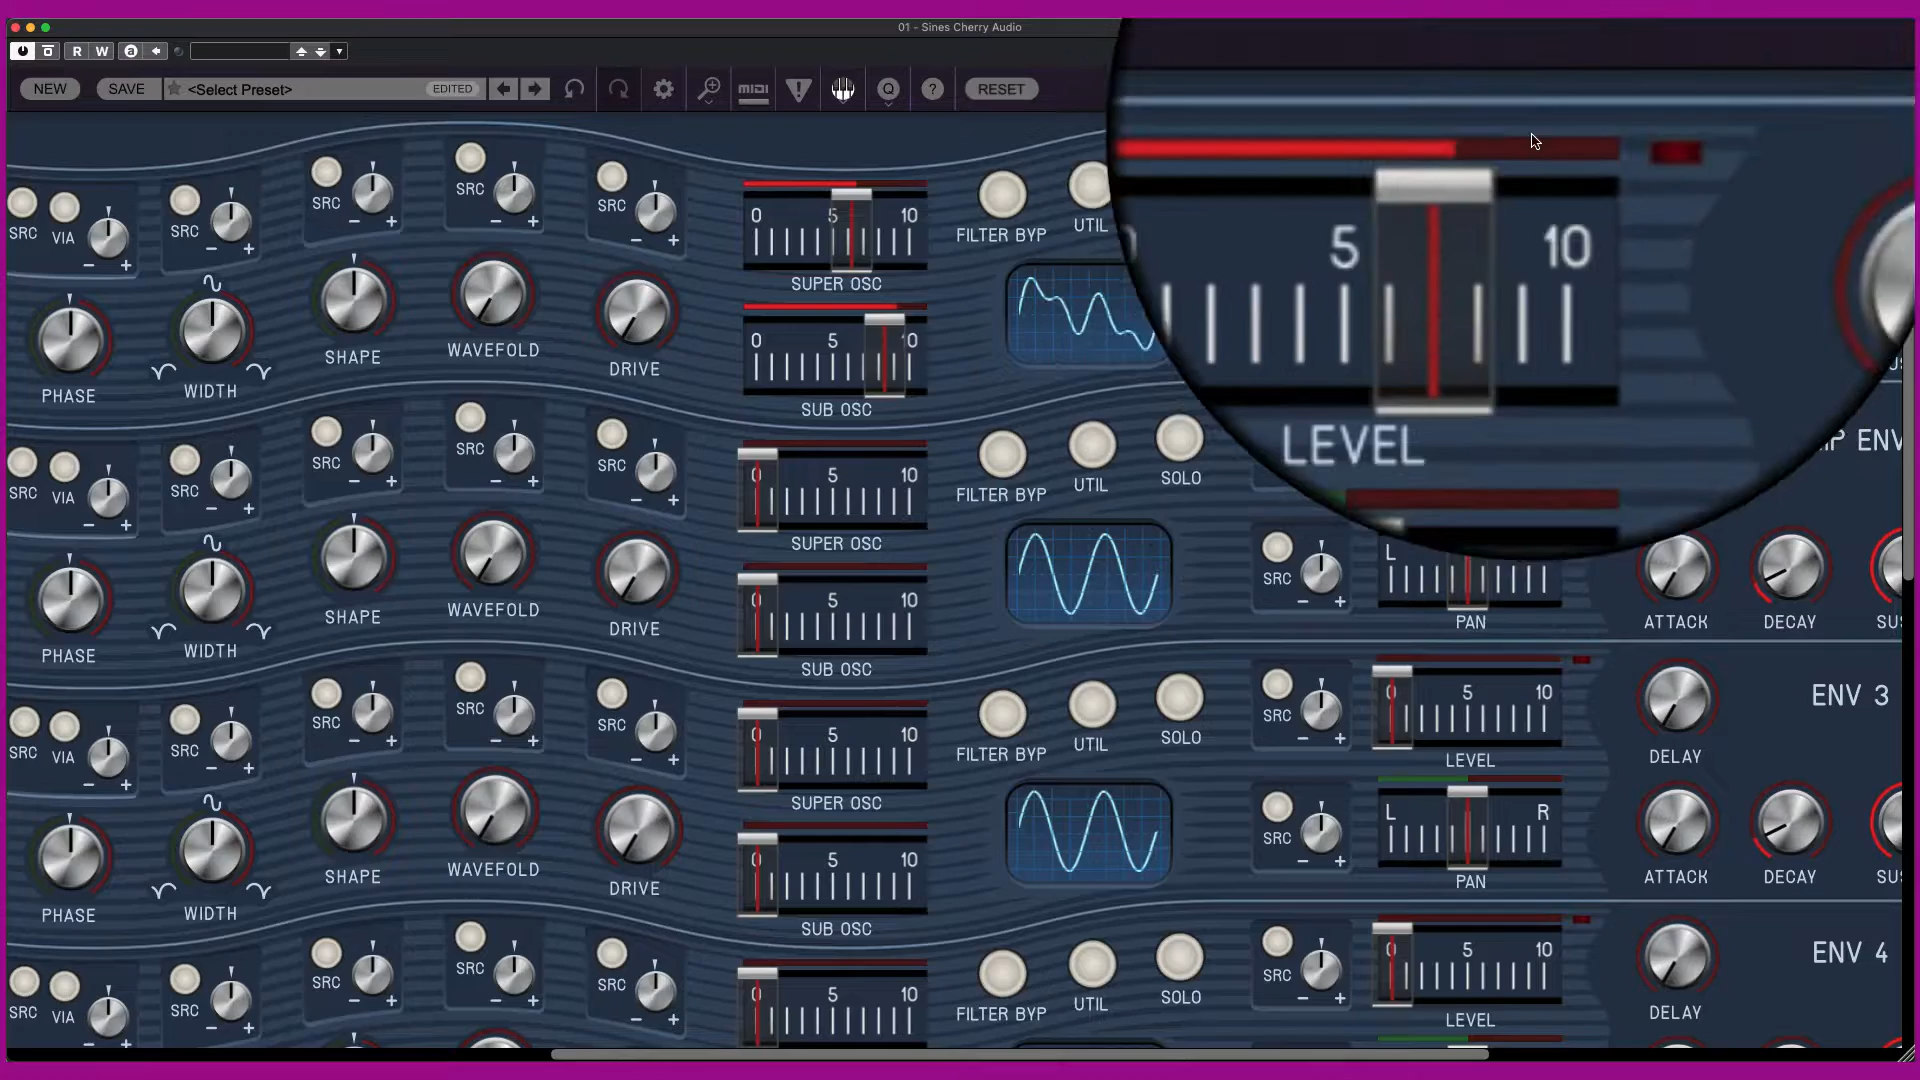 01 - Sines Cherry Audio
R W a
NEW SAVE <Select Preset> EDITED MIDI Q ? RESET
SRC VIA SRC SRC SRC SRC
- + - + - + - + - +
0 5 10
FILTER BYP UTIL
SUPER OSC
5 10
PHASE WIDTH SHAPE WAVEFOLD DRIVE
0 5
SUB OSC
LEVEL
SRC VIA SRC SRC SRC SRC
- + - + - + - + - +
0 5 10
FILTER BYP UTIL SOLO
ENV
SUPER OSC
PHASE WIDTH SHAPE WAVEFOLD DRIVE
0 5 10
SUB OSC
SRC - + L
PAN
ATTACK DECAY
SRC VIA SRC SRC SRC SRC
- + - + - + - + - +
0 5 10
FILTER BYP UTIL SOLO
SRC - + 0 5 10
LEVEL
ENV 3
DELAY
SUPER OSC
PHASE WIDTH SHAPE WAVEFOLD DRIVE
0 5 10
SUB OSC
SRC - + L R
PAN
ATTACK DECAY
SRC VIA SRC SRC SRC SRC
- + - + - + - + - +
0 5 10
FILTER BYP UTIL SOLO
SRC - + 0 5 10
LEVEL
ENV 4
DELAY